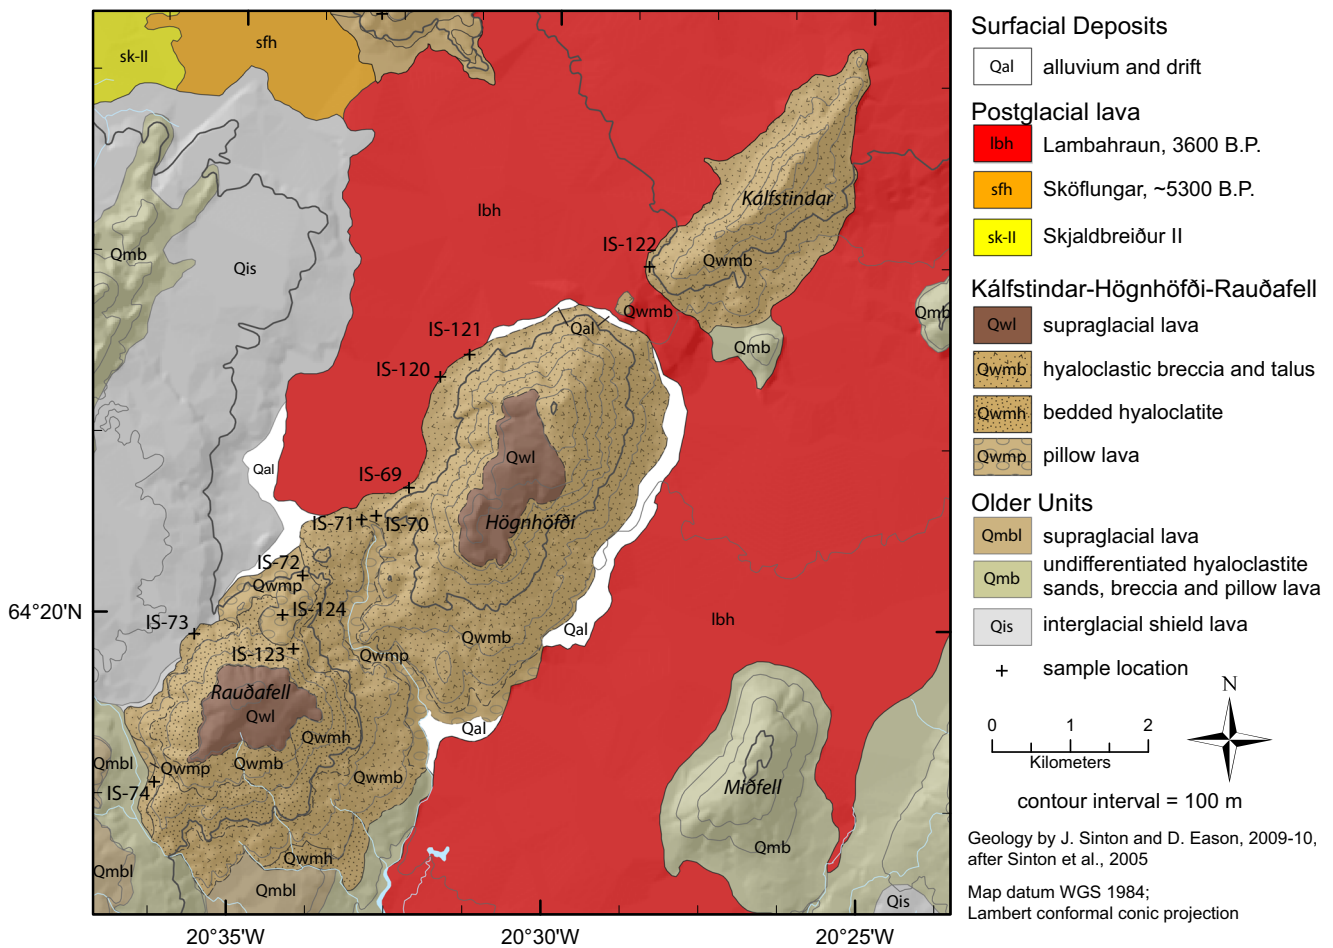 sk-II
sfh
Qmb
Qis
lbh
Kálfstindar
IS-122
Qwmb
Qwmb
Qmb
Qmb
IS-121
Qal
IS-120
Qal
IS-69
Qwl
IS-71
IS-70
Högnhöfði
IS-72
Qwmp
IS-124
64°20'N
IS-73
IS-123
Qwmp
Qwmb
Qal
lbh
Rauðafell
Qwl
Qwmh
Qal
Qmbl
Qwmp
Qwmb
Qwmb
IS-74
Miðfell
Qmb
Qwmh
Qmbl
Qmbl
Qis
20°35'W
20°30'W
20°25'W
Surfacial Deposits
Qal alluvium and drift
Postglacial lava
lbh Lambahraun, 3600 B.P.
sfh Sköflungar, ~5300 B.P.
sk-II Skjaldbreiður II
Kálfstindar-Högnhöfði-Rauðafell
Qwl supraglacial lava
Qwmb hyaloclastic breccia and talus
Qwmh bedded hyaloclatite
Qwmp pillow lava
Older Units
Qmbl supraglacial lava
Qmb undifferentiated hyaloclastite
sands, breccia and pillow lava
Qis interglacial shield lava
+ sample location
N
0 1 2
Kilometers
contour interval = 100 m
Geology by J. Sinton and D. Eason, 2009-10,
after Sinton et al., 2005
Map datum WGS 1984;
Lambert conformal conic projection